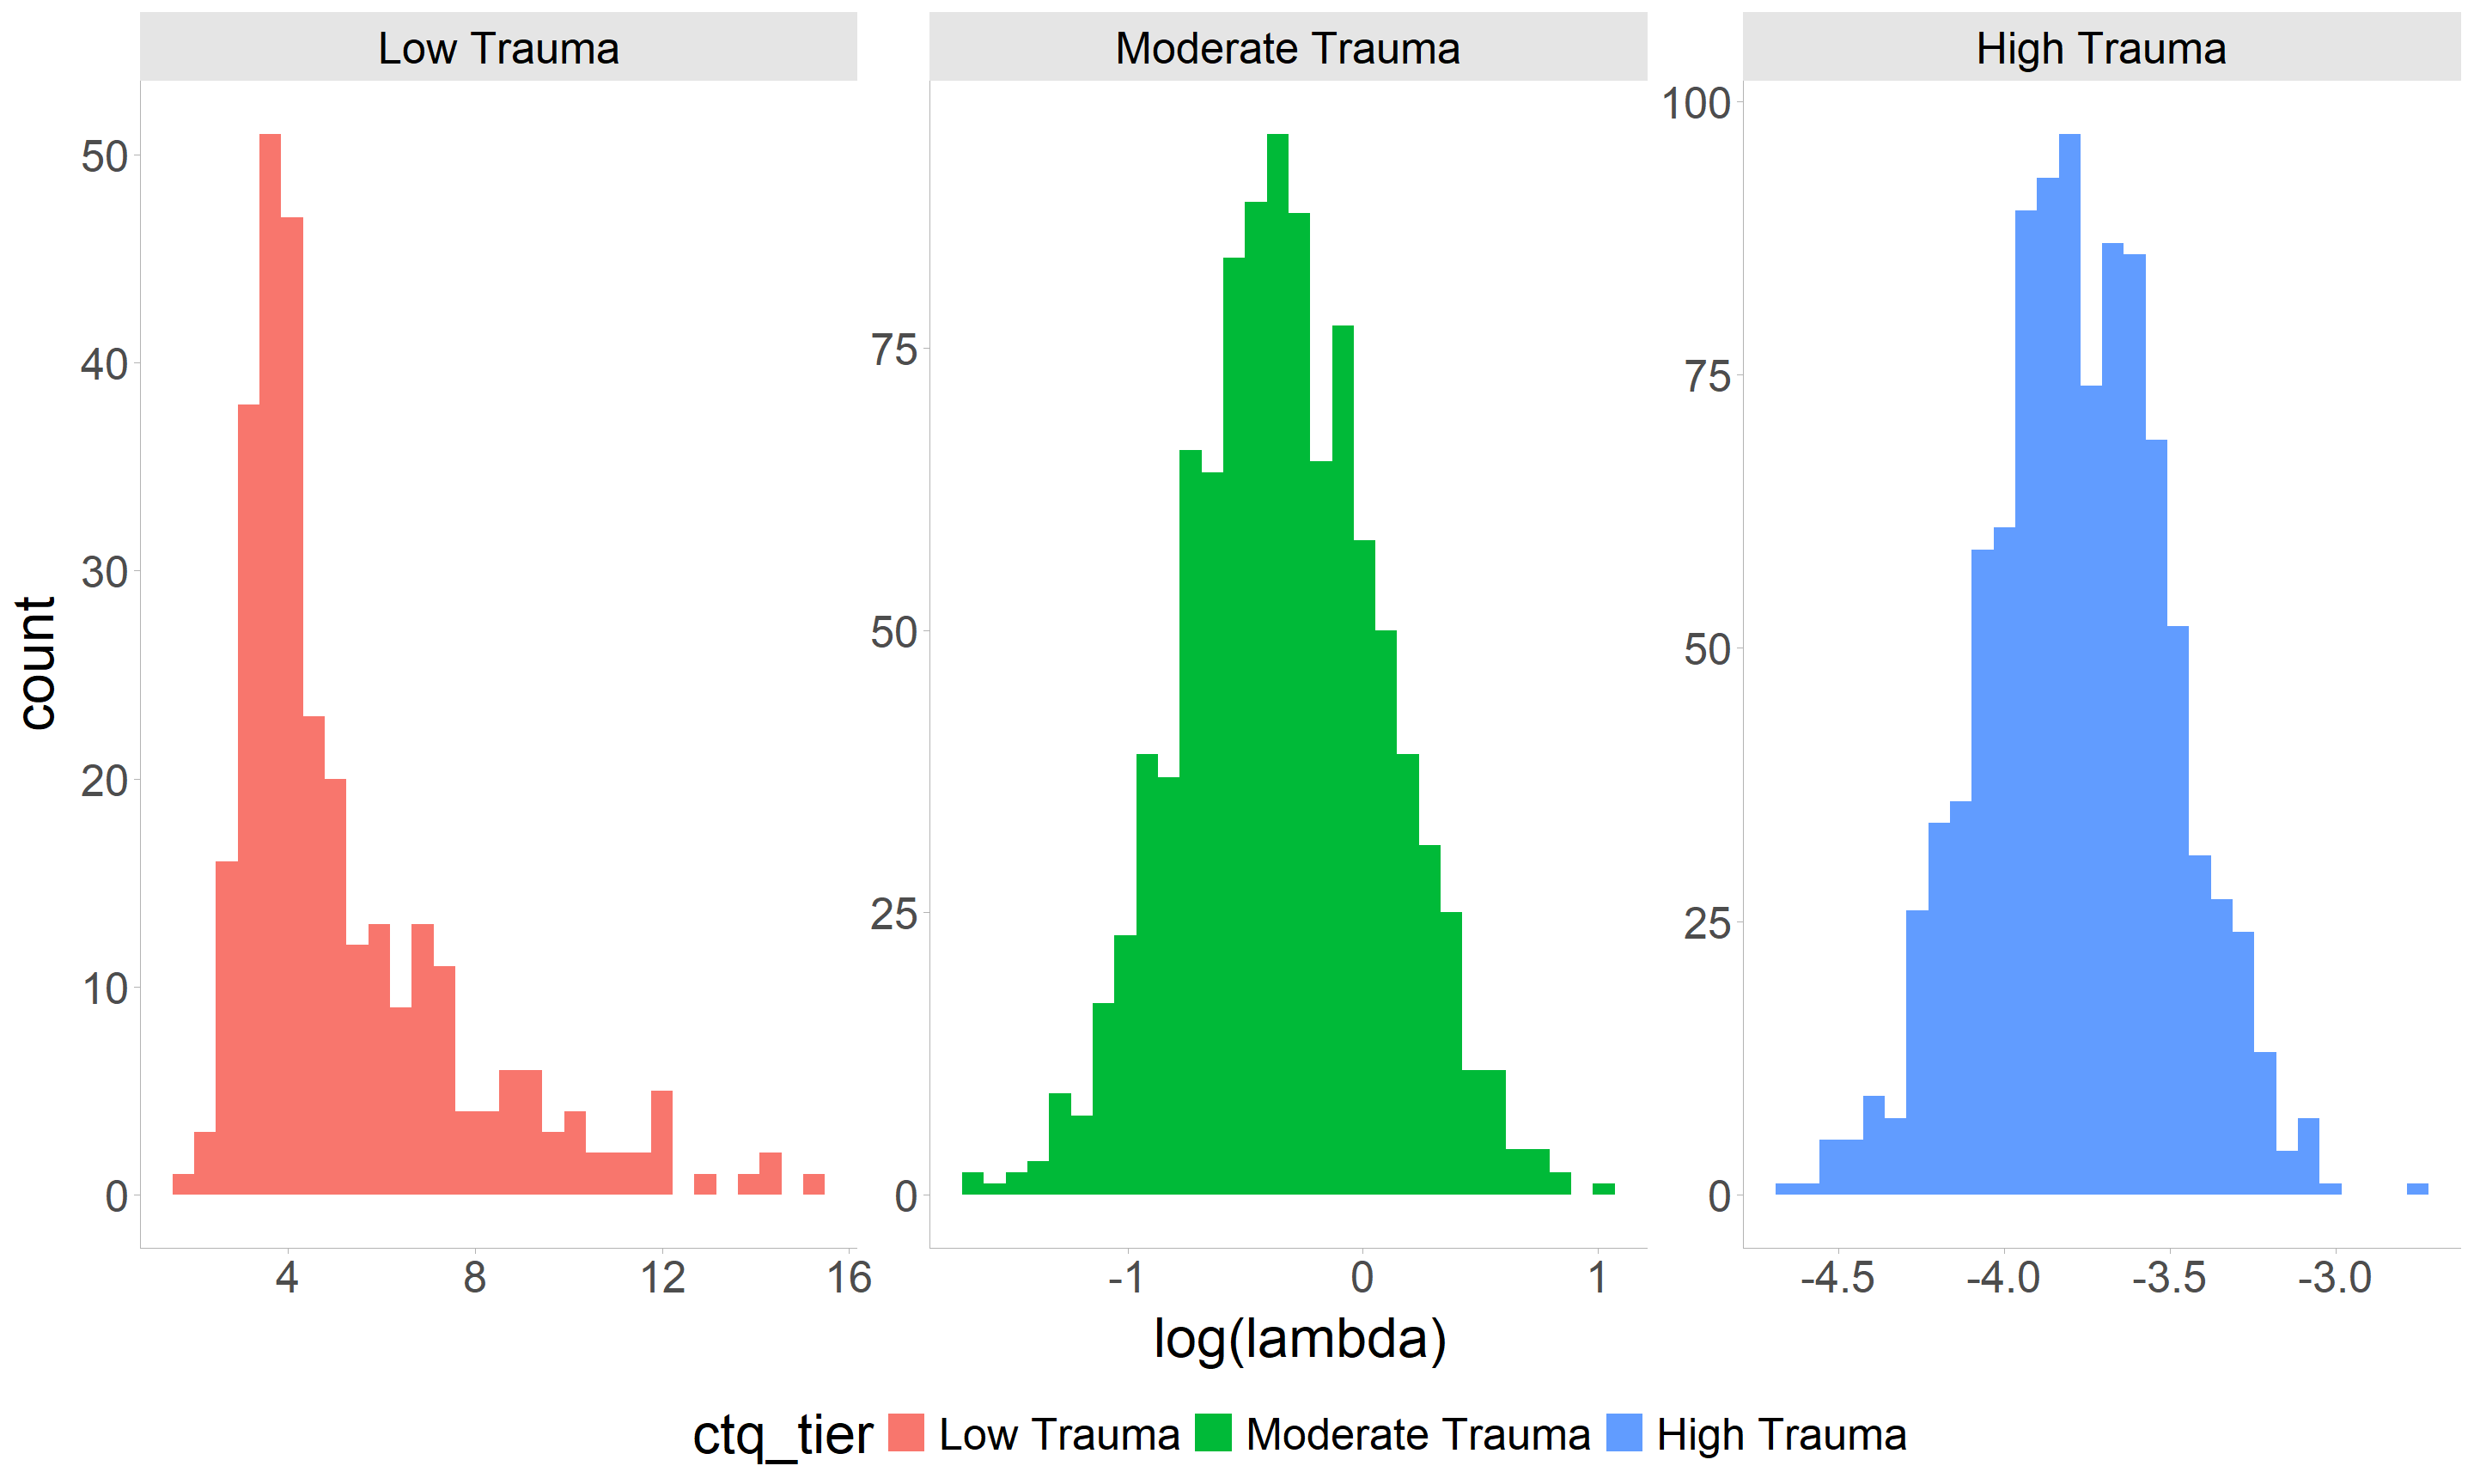 Low Trauma
Moderate Trauma
High Trauma
count
50
40
30
20
10
0
75
50
25
0
100
75
50
25
0
4 8 12 16
-1 0 1
-4.5 -4.0 -3.5 -3.0
log(lambda)
ctq_tier Low Trauma Moderate Trauma High Trauma